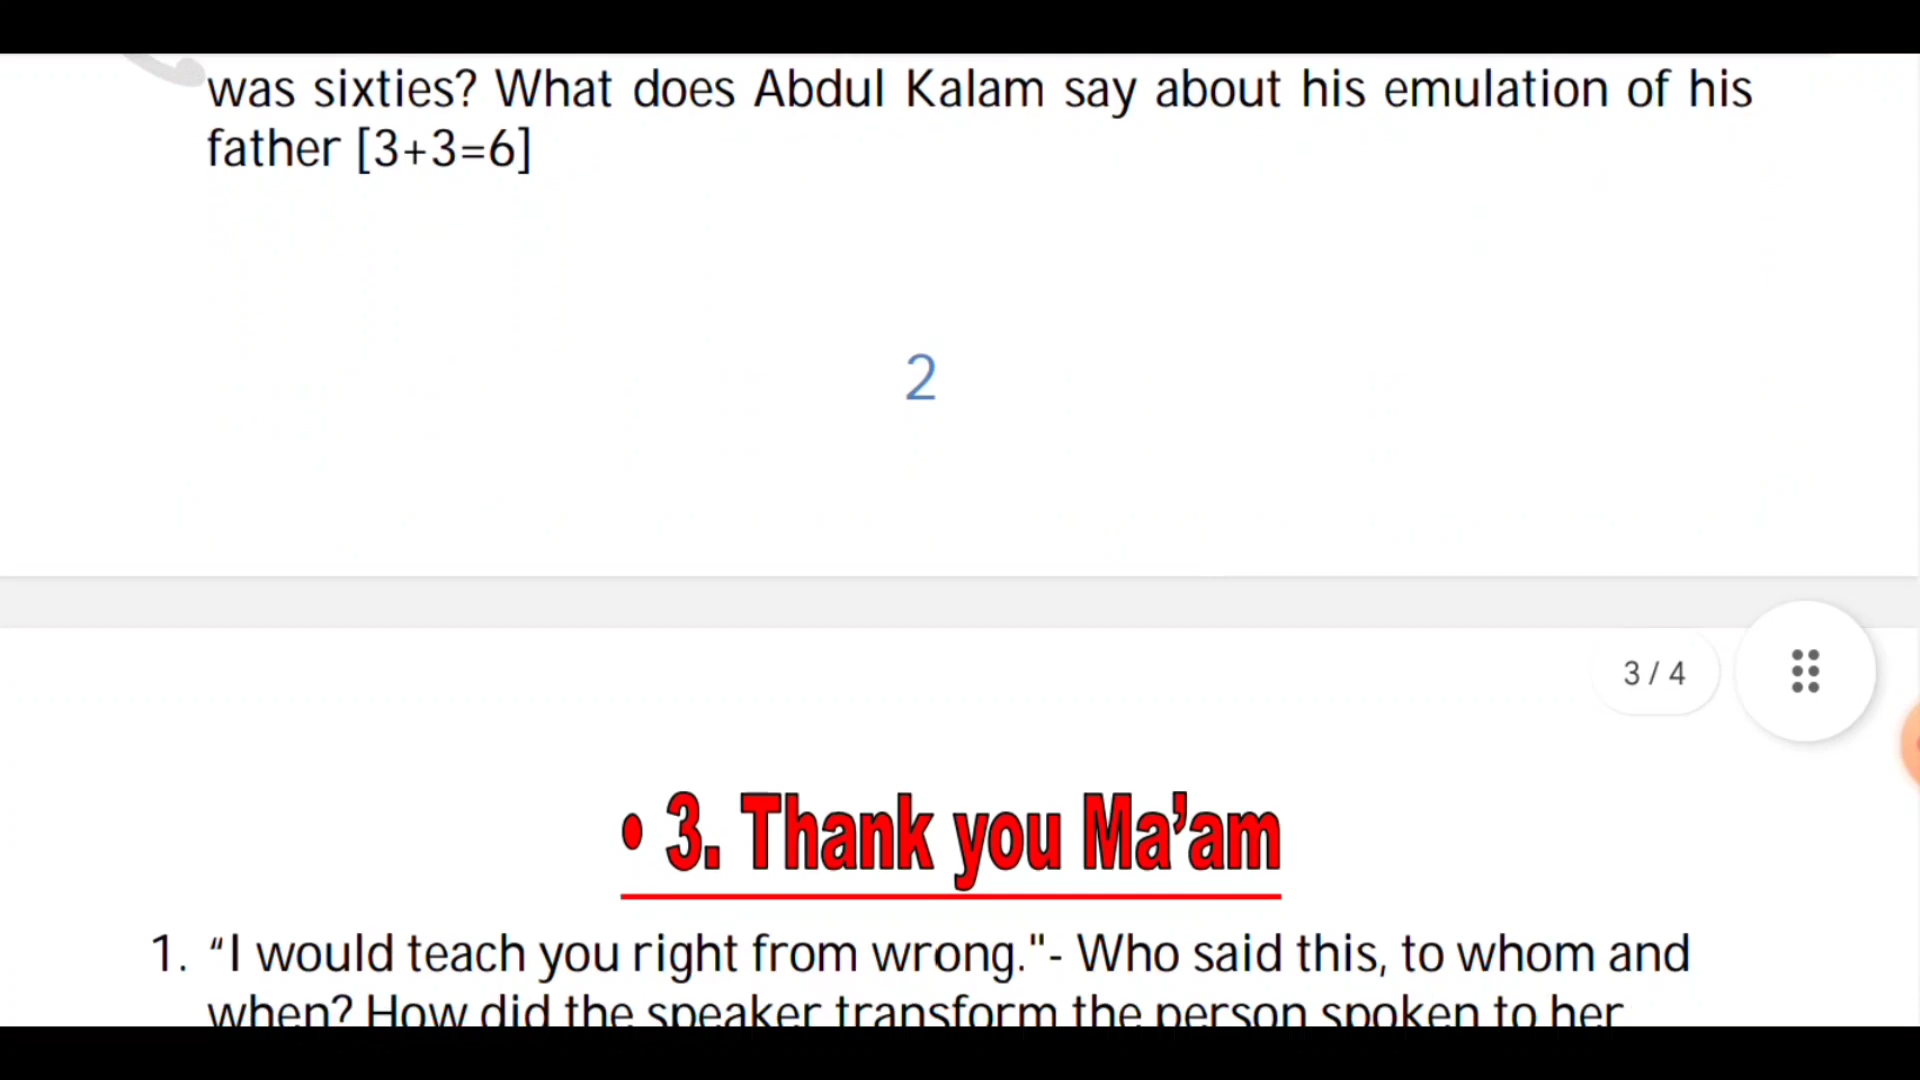 was sixties? What does Abdul Kalam say about his emulation of his
father [3+3=6]
2
3 / 4
• 3. Thank you Ma’am
1. “I would teach you right from wrong."- Who said this, to whom and
when? How did the speaker transform the person spoken to her